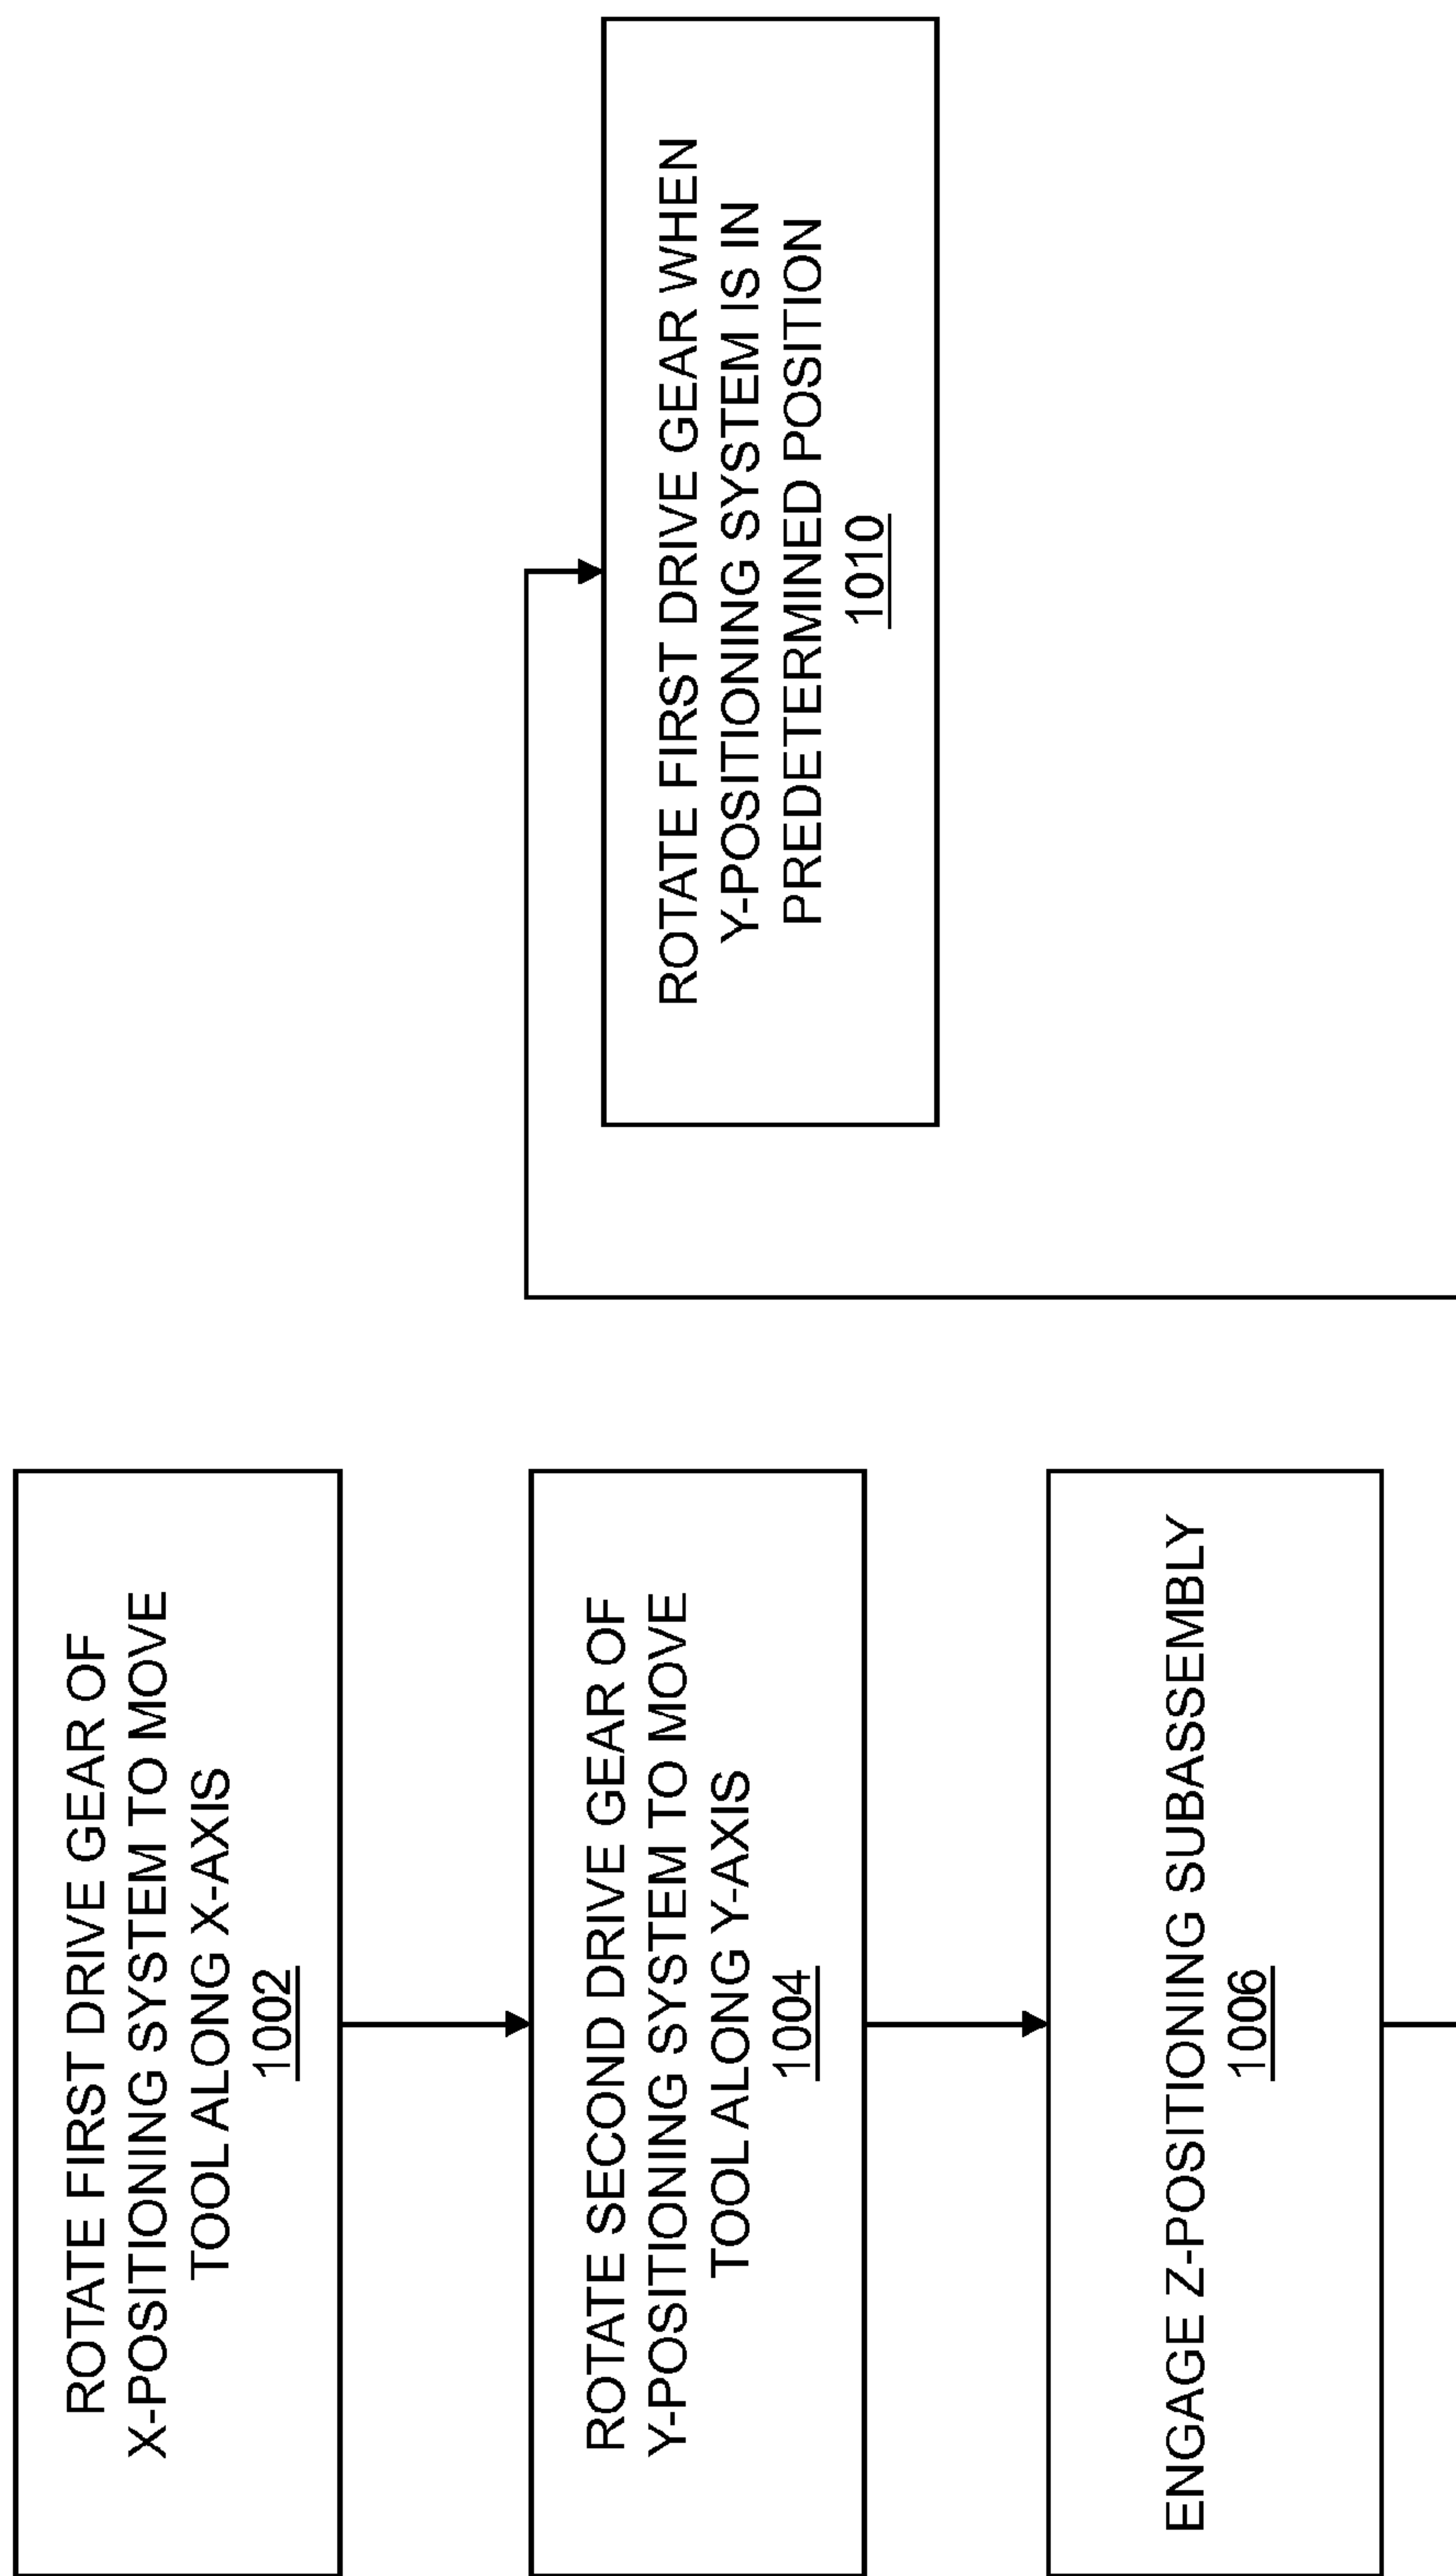 ROTATE FIRST DRIVE GEAR OF
X-POSITIONING SYSTEM TO MOVE
TOOL ALONG X-AXIS
1002
ROTATE SECOND DRIVE GEAR OF
Y-POSITIONING SYSTEM TO MOVE
TOOL ALONG Y-AXIS
1004
ENGAGE Z-POSITIONING SUBASSEMBLY
1006
ROTATE FIRST DRIVE GEAR WHEN
Y-POSITIONING SYSTEM IS IN
PREDETERMINED POSITION
1010